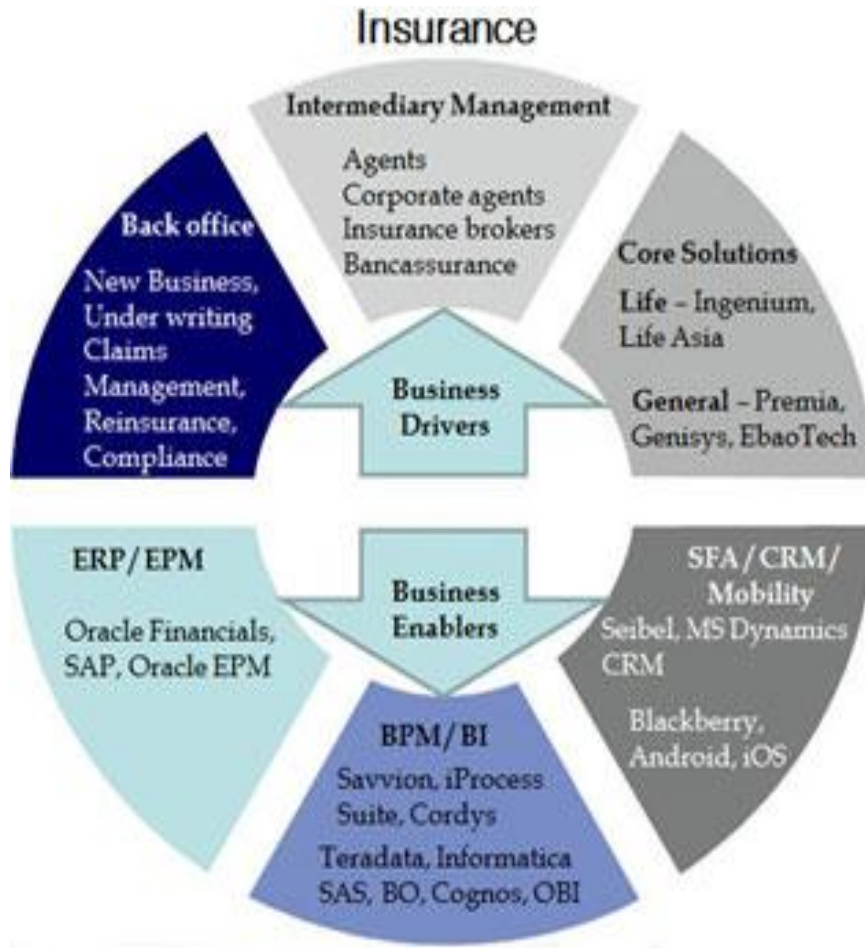 Insurance
Intermediary Management
Agents
Corporate agents
Insurance brokers
Bancassurance
Back office
New Business,
Under writing
Claims
Management,
Reinsurance,
Compliance
Core Solutions
Life – Ingenium,
Life Asia
General – Premia,
Genisys, EbaoTech
Business
Drivers
Business
Enablers
ERP / EPM
Oracle Financials,
SAP, Oracle EPM
BPM/ BI
Savvion, iProcess
Suite, Cordys
Teradata, Informatica
SAS, BO, Cognos, OBI
SFA / CRM/
Mobility
Seibel, MS Dynamics
CRM
Blackberry,
Android, iOS